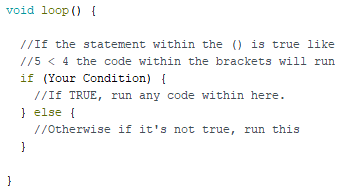 void loop() {
//If the statement within the () is true like
//5 < 4 the code within the brackets will run
if (Your Condition) {
//If TRUE, run any code within here.
} else {
//Otherwise if it's not true, run this
}
}